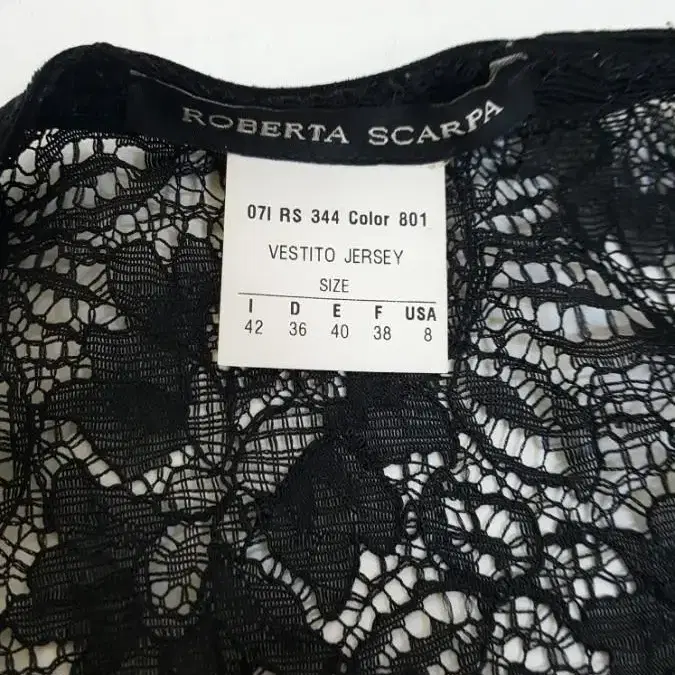 ROBERTA SCARPA
07I RS 344 Color 801
VESTITO JERSEY
SIZE
I D E F USA
42 36 40 38 8